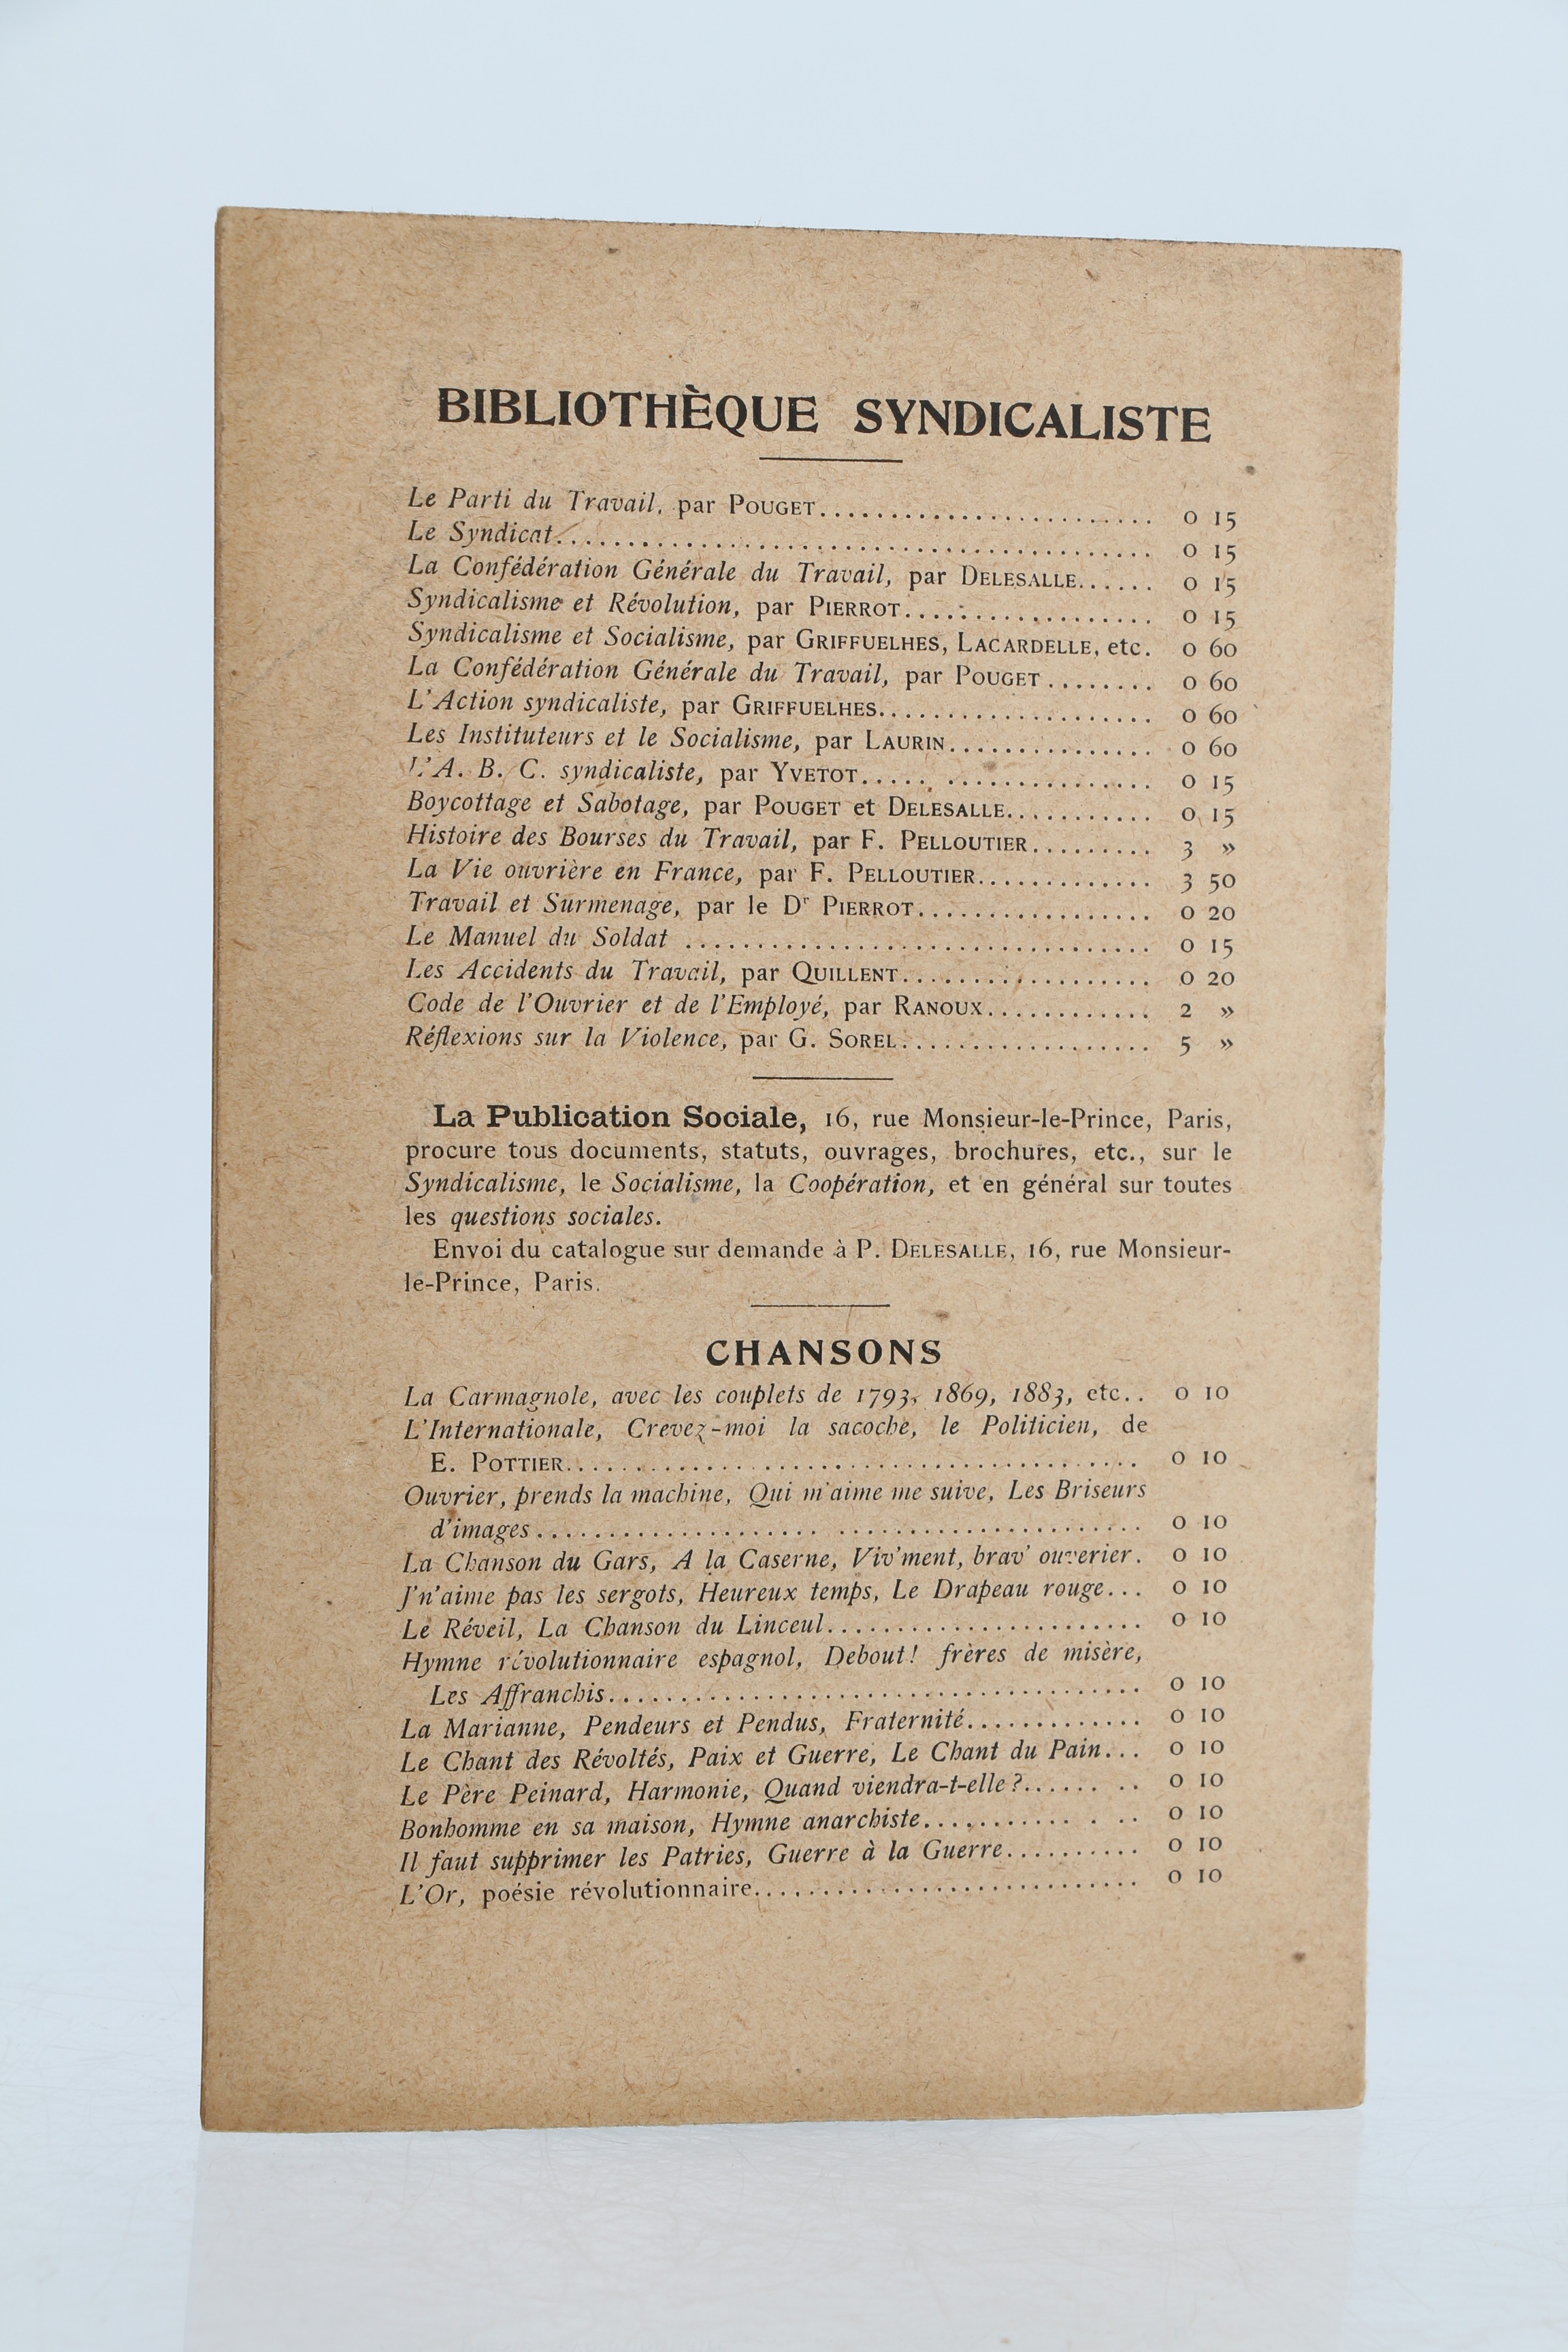 BIBLIOTHÈQUE SYNDICALISTE
Le Parti du Travail, par POUGET........................ 0 15
Le Syndicat.......................................... 0 15
La Confédération Générale du Travail, par DELESALLE...... 0 15
Syndicalisme et Révolution, par PIERROT.................. 0 15
Syndicalisme et Socialisme, par GRIFFUELHES, LACARDELLE, etc. 0 60
La Confédération Générale du Travail, par POUGET........ 0 60
L'Action syndicaliste, par GRIFFUELHES................... 0 60
Les Instituteurs et le Socialisme, par LAURIN............... 0 60
L'A. B. C. syndicaliste, par YVETOT..... ............... 0 15
Boycottage et Sabotage, par POUGET et DELESALLE........... 0 15
Histoire des Bourses du Travail, par F. PELLOUTIER......... 3 »
La Vie ouvrière en France, par F. PELLOUTIER............. 3 50
Travail et Surmenage, par le Dr PIERROT................. 0 20
Le Manuel du Soldat ................................. 0 15
Les Accidents du Travail, par QUILLENT.................. 0 20
Code de l'Ouvrier et de l'Employé, par RANOUX............ 2 »
Réflexions sur la Violence, par G. SOREL.................. 5 »
La Publication Sociale, 16, rue Monsieur-le-Prince, Paris,
procure tous documents, statuts, ouvrages, brochures, etc., sur le
Syndicalisme, le Socialisme, la Coopération, et en général sur toutes
les questions sociales.
Envoi du catalogue sur demande à P. DELESALLE, 16, rue Monsieur-
le-Prince, Paris.
CHANSONS
La Carmagnole, avec les couplets de 1793, 1869, 1883, etc.. 0 10
L'Internationale, Crevez-moi la sacoche, le Politicien, de
E. POTTIER........................................ 0 10
Ouvrier, prends la machine, Qui m'aime me suive, Les Briseurs
d'images.................... ...................... 0 10
La Chanson du Gars, A la Caserne, Viv'ment, brav' ouverier. 0 10
J'n'aime pas les sergots, Heureux temps, Le Drapeau rouge... 0 10
Le Réveil, La Chanson du Linceul....................... 0 10
Hymne révolutionnaire espagnol, Debout! frères de misère,
Les Affranchis..................................... 0 10
La Marianne, Pendeurs et Pendus, Fraternité............. 0 10
Le Chant des Révoltés, Paix et Guerre, Le Chant du Pain... 0 10
Le Père Peinard, Harmonie, Quand viendra-t-elle?...... .. 0 10
Bonhomme en sa maison, Hymne anarchiste........... . .. 0 10
Il faut supprimer les Patries, Guerre à la Guerre.......... 0 10
L'Or, poésie révolutionnaire............................ 0 10